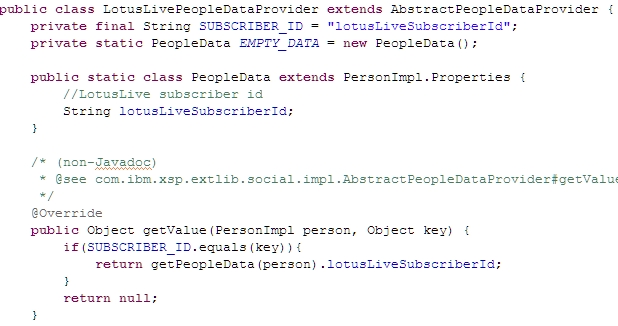 public class LotusLivePeopleDataProvider extends AbstractPeopleDataProvider {
private final String SUBSCRIBER_ID = "lotusLiveSubscriberId";
private static PeopleData EMPTY_DATA = new PeopleData();
public static class PeopleData extends PersonImpl.Properties {
//LotusLive subscriber id
String lotusLiveSubscriberId;
}
/* (non-Javadoc)
* @see com.ibm.xsp.extlib.social.impl.AbstractPeopleDataProvider#getValue
*/
@Override
public Object getValue(PersonImpl person, Object key) {
if(SUBSCRIBER_ID.equals(key)){
return getPeopleData(person).lotusLiveSubscriberId;
}
return null;
}